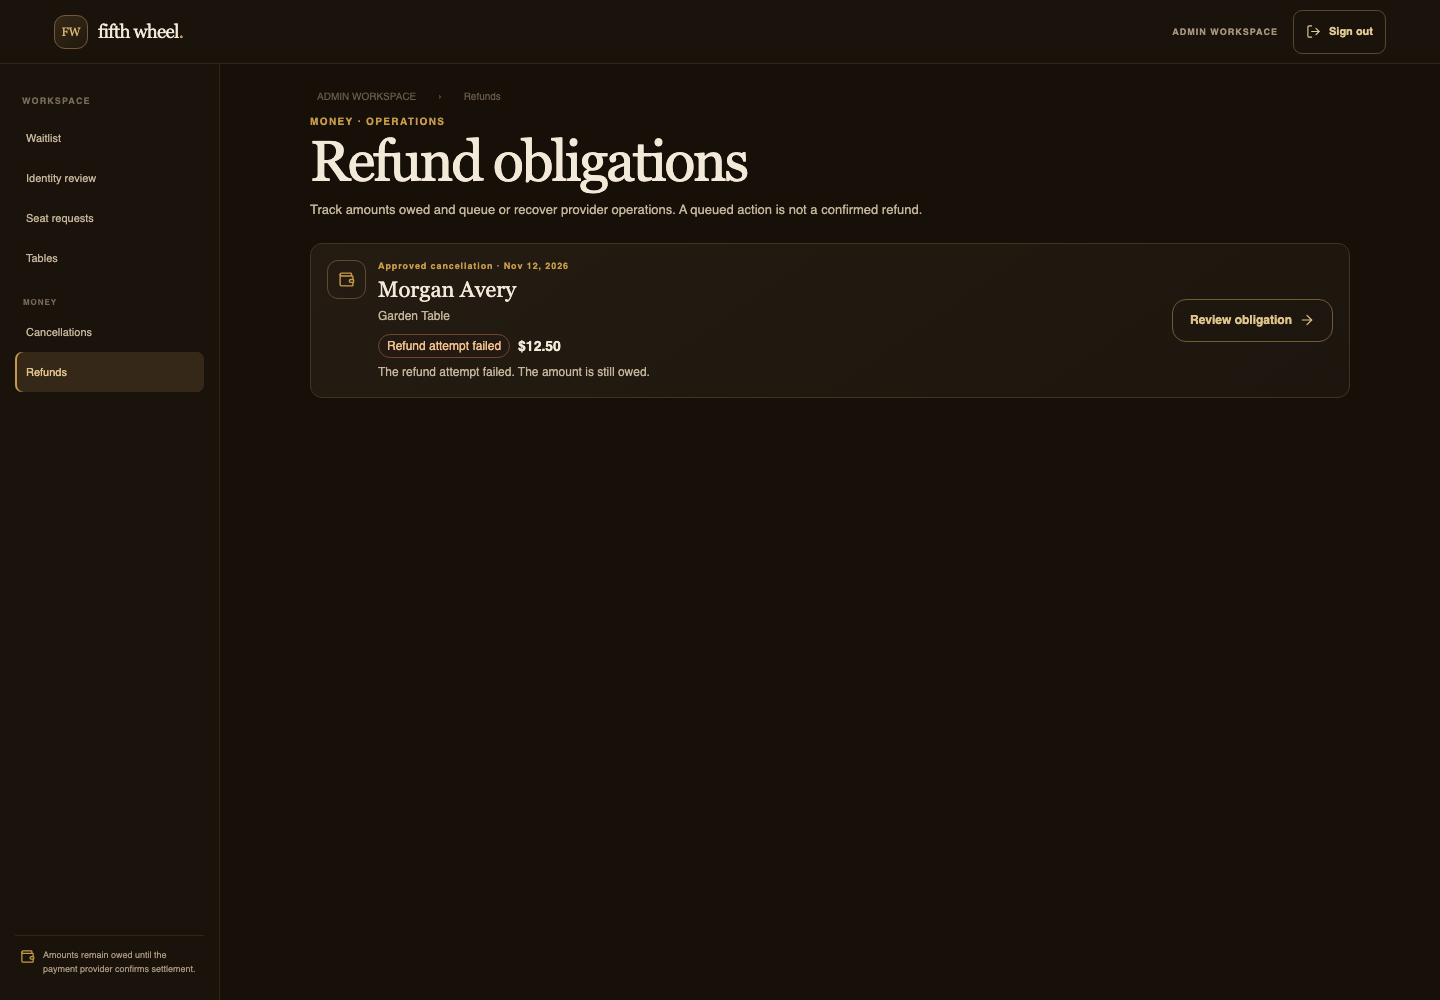 FW
fifth wheel.
ADMIN WORKSPACE
Sign out
WORKSPACE
Waitlist
Identity review
Seat requests
Tables
MONEY
Cancellations
Refunds
Amounts remain owed until the
payment provider confirms settlement.
ADMIN WORKSPACE › Refunds
MONEY · OPERATIONS
Refund obligations
Track amounts owed and queue or recover provider operations. A queued action is not a confirmed refund.
Approved cancellation · Nov 12, 2026
Morgan Avery
Garden Table
Refund attempt failed $12.50
The refund attempt failed. The amount is still owed.
Review obligation